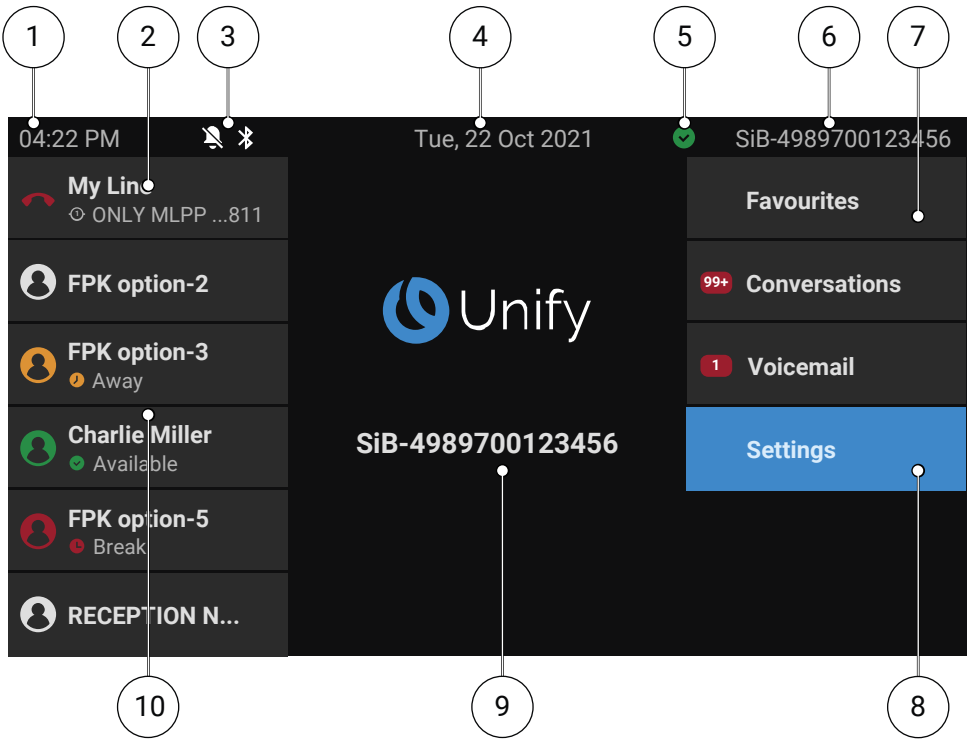 1
2
3
4
5
6
7
04:22 PM
Tue, 22 Oct 2021
SiB-4989700123456
My Line
ONLY MLPP ...811
FPK option-2
FPK option-3
Away
Charlie Miller
Available
FPK option-5
Break
RECEPTION N...
Unify
SiB-4989700123456
Favourites
99+ Conversations
1 Voicemail
Settings
10
9
8